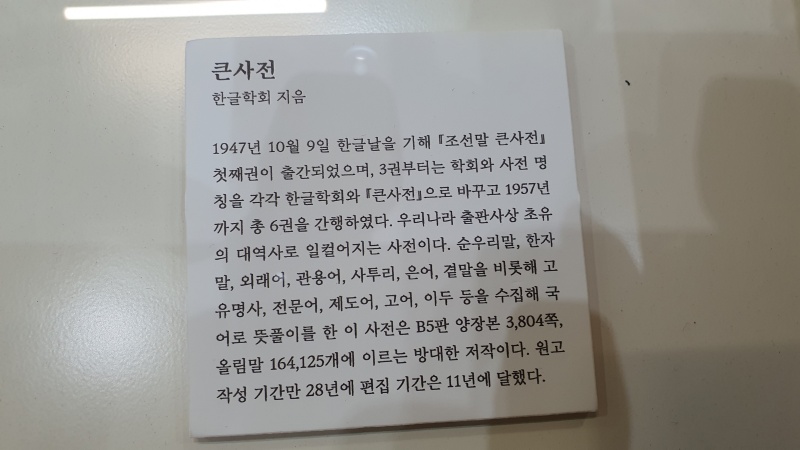 큰사전
한글학회 지음
1947년 10월 9일 한글날을 기해 『조선말 큰사전』
첫째권이 출간되었으며, 3권부터는 학회와 사전 명
칭을 각각 한글학회와 『큰사전』으로 바꾸고 1957년
까지 총 6권을 간행하였다. 우리나라 출판사상 초유
의 대역사로 일컬어지는 사전이다. 순우리말, 한자
말, 외래어, 관용어, 사투리, 은어, 곁말을 비롯해 고
유명사, 전문어, 제도어, 고어, 이두 등을 수집해 국
어로 뜻풀이를 한 이 사전은 B5판 양장본 3,804쪽,
올림말 164,125개에 이르는 방대한 저작이다. 원고
작성 기간만 28년에 편집 기간은 11년에 달했다.